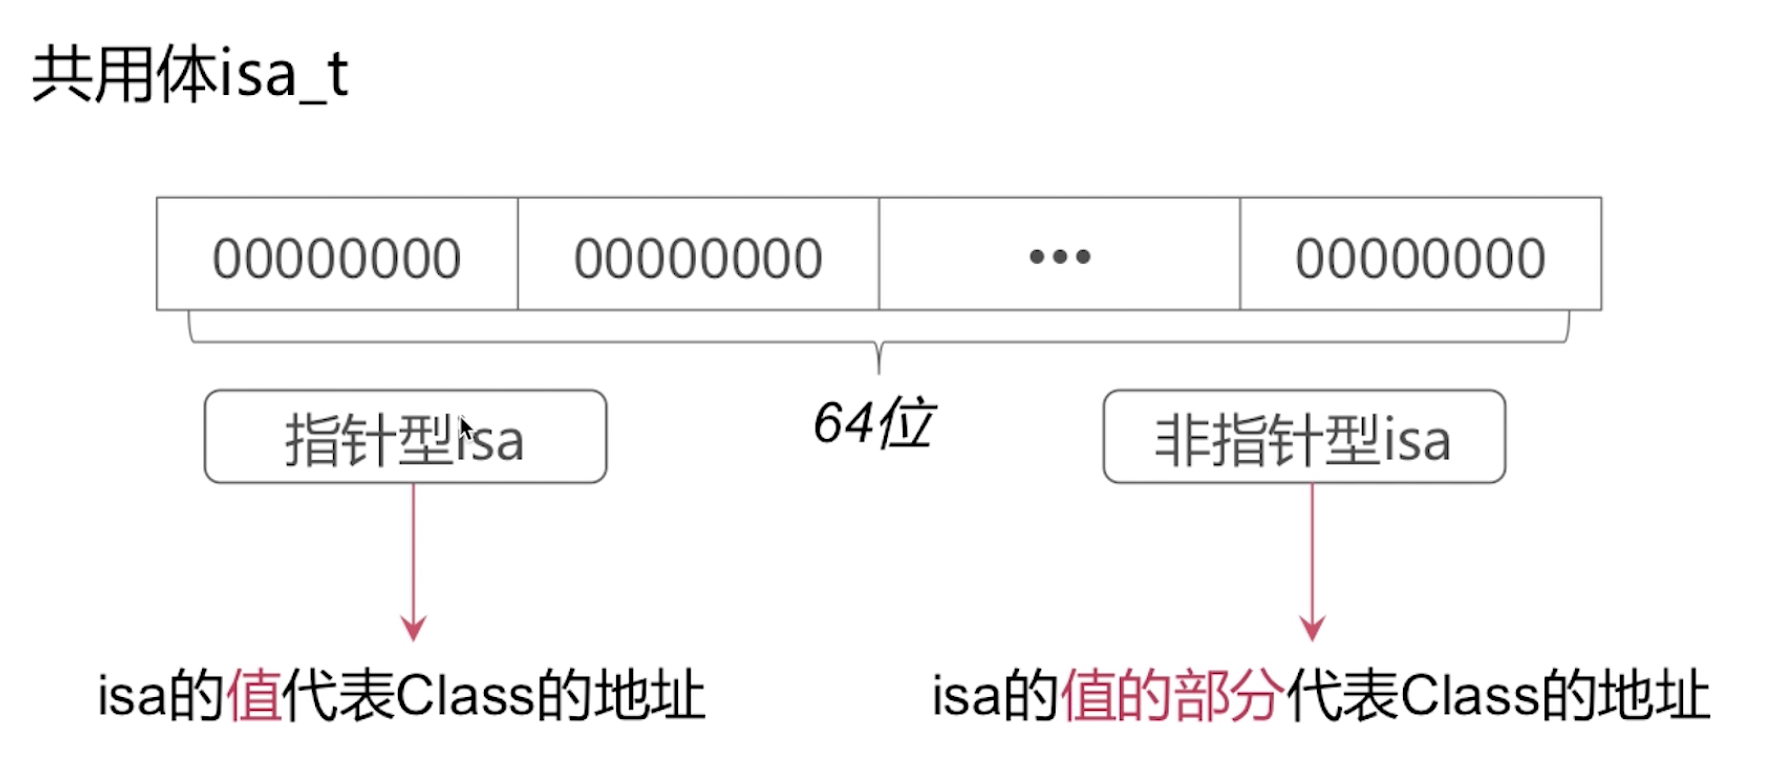 共用体isa_t
00000000 00000000 ••• 00000000
64位
指针型isa 非指针型isa
isa的值代表Class的地址 isa的值的部分代表Class的地址